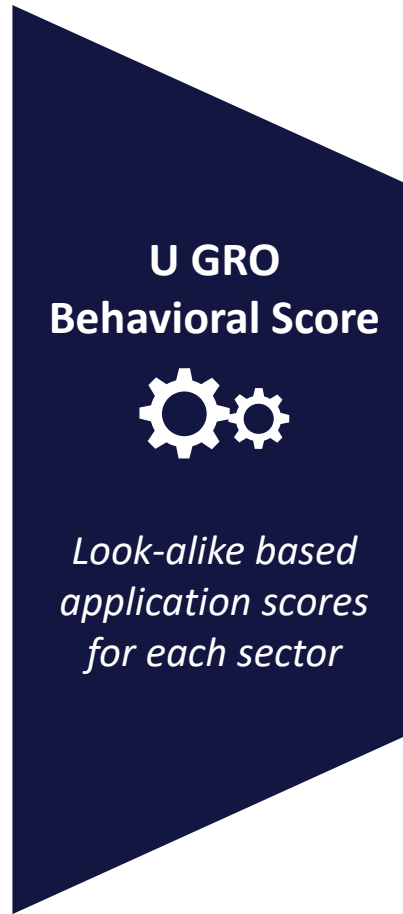 U GRO
Behavioral Score
Look-alike based
application scores
for each sector